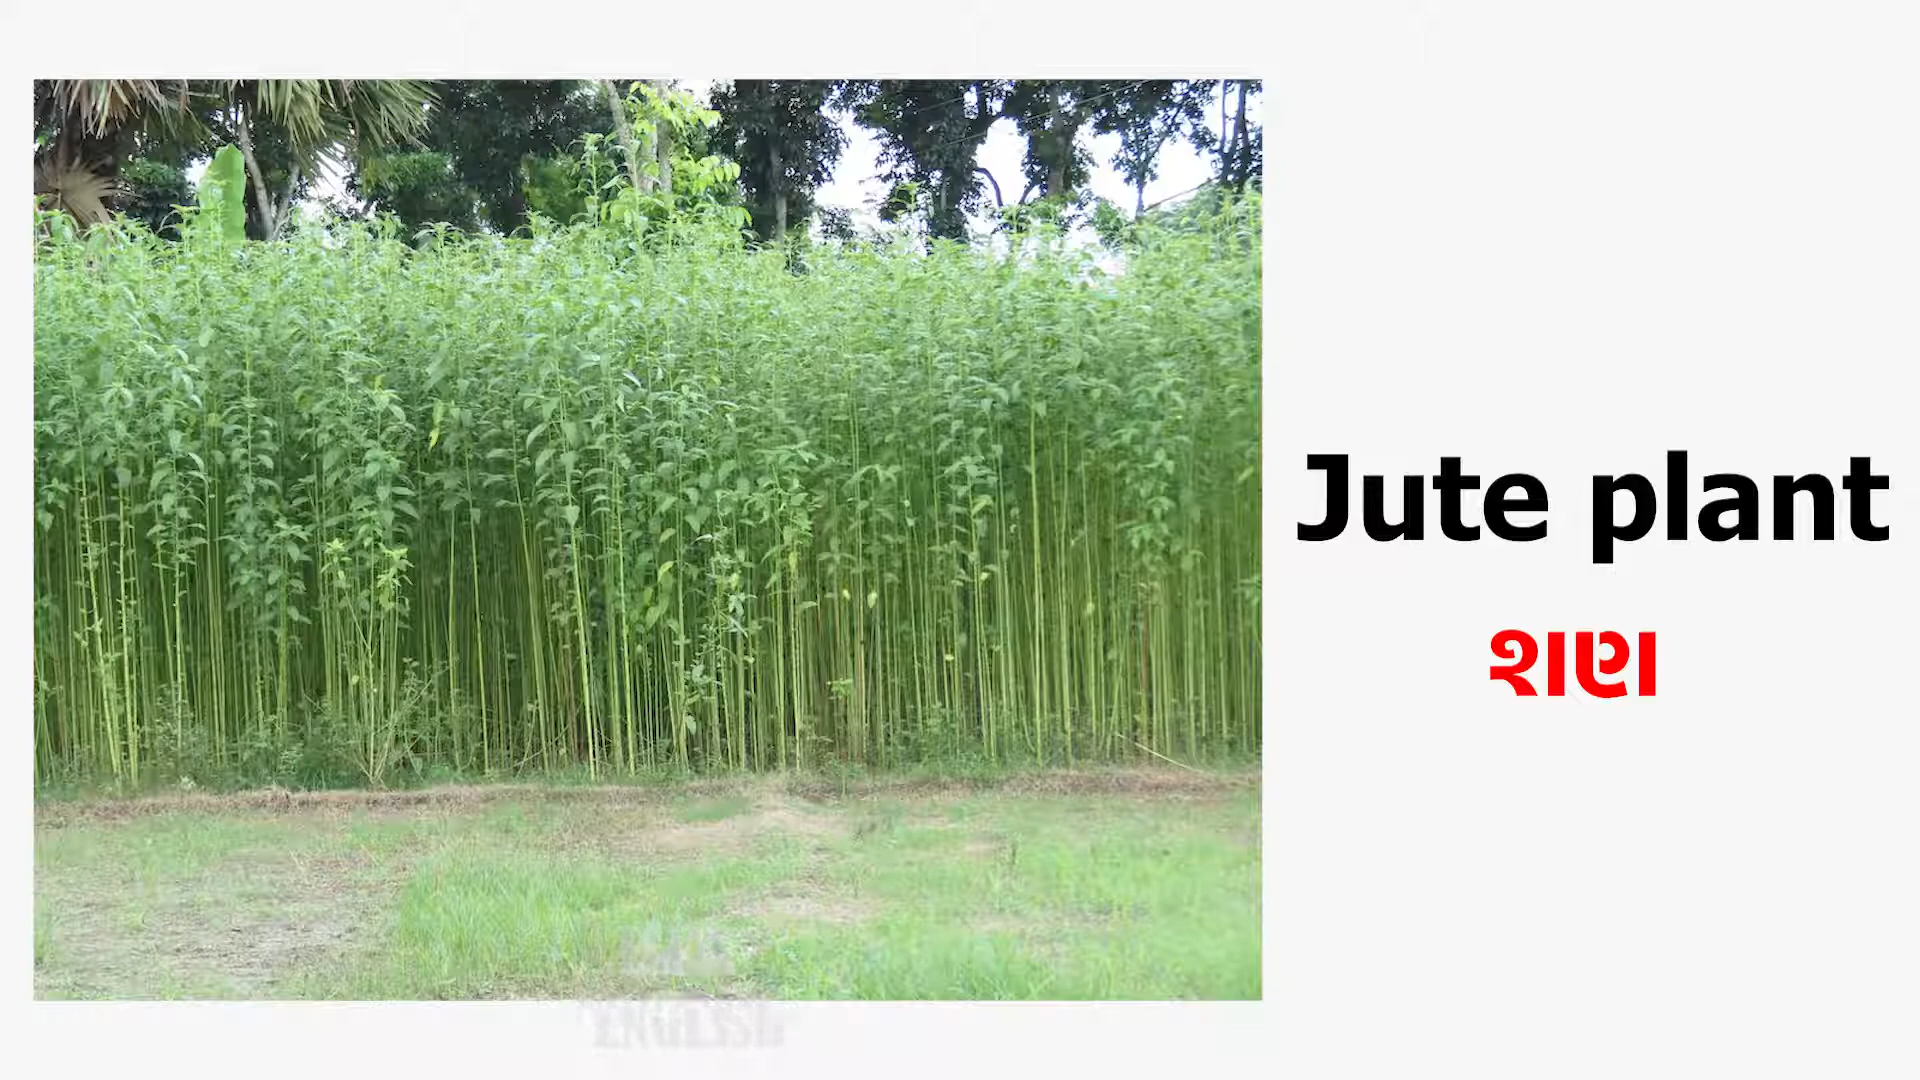 Jute plant
શણ